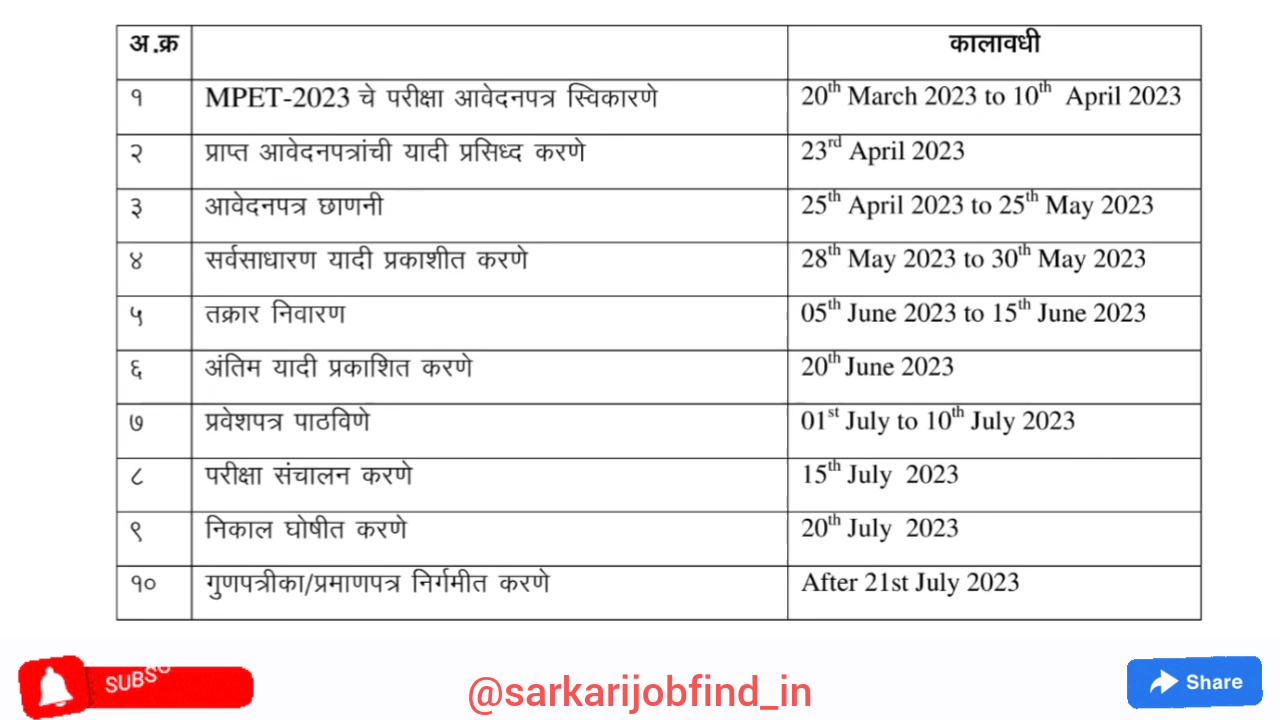 अ.क्र कालावधी
१ MPET-2023 चे परीक्षा आवेदनपत्र स्विकारणे 20th March 2023 to 10th April 2023
२ प्राप्त आवेदनपत्रांची यादी प्रसिध्द करणे 23rd April 2023
३ आवेदनपत्र छाणनी 25th April 2023 to 25th May 2023
४ सर्वसाधारण यादी प्रकाशीत करणे 28th May 2023 to 30th May 2023
५ तक्रार निवारण 05th June 2023 to 15th June 2023
६ अंतिम यादी प्रकाशित करणे 20th June 2023
७ प्रवेशपत्र पाठविणे 01st July to 10th July 2023
८ परीक्षा संचालन करणे 15th July 2023
९ निकाल घोषीत करणे 20th July 2023
१० गुणपत्रीका/प्रमाणपत्र निर्गमीत करणे After 21st July 2023
@sarkarijobfind_in
Share